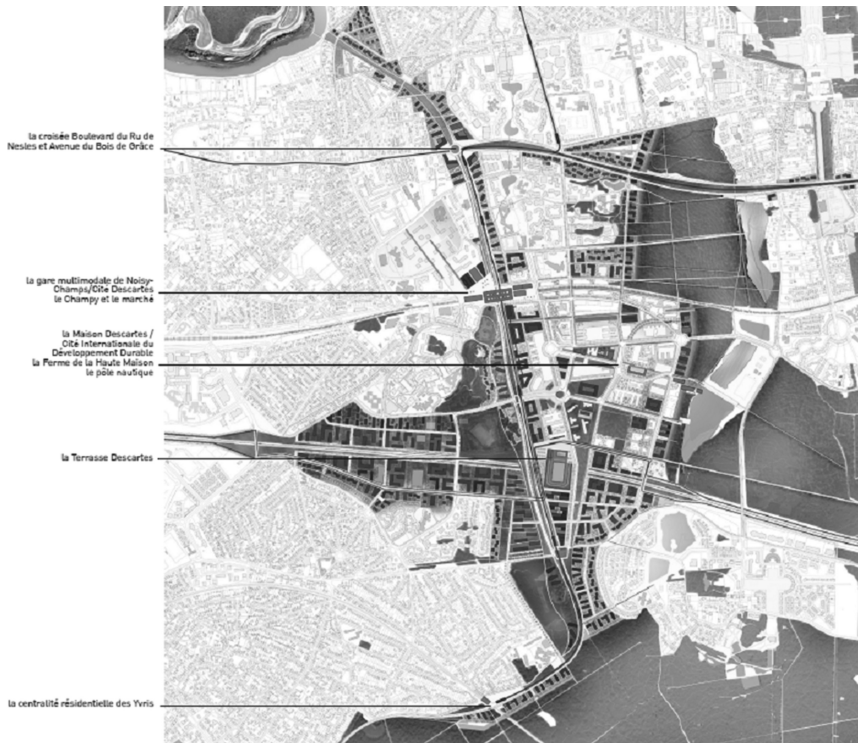 la croisée Boulevard du Ru de
Nesles et Avenue du Bois de Grâce
la gare multimodale de Noisy-
Champs/Cité Descartes
le Champy et le marché
la Maison Descartes /
Cité Internationale du
Développement Durable
la Ferme de la Haute Maison
le pôle nautique
la Terrasse Descartes
la centralité résidentielle des Yvris